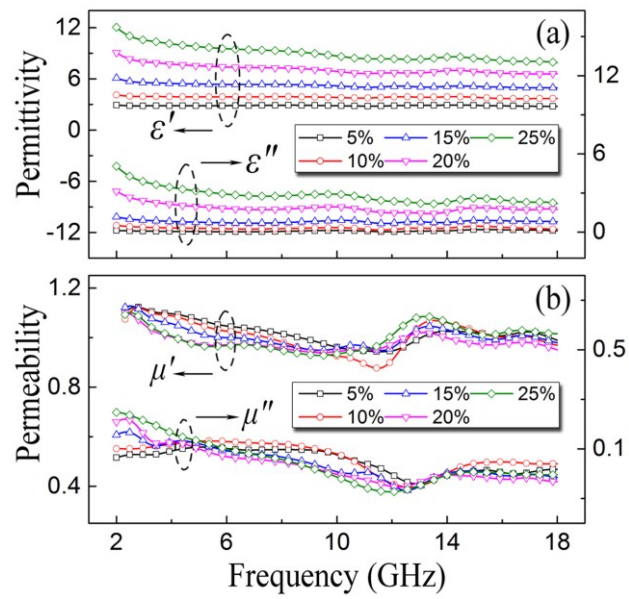 12
(a)
6
12
0
ε′
5% 15% 25%
10% 20%
ε″
6
-6
-12
0
Permittivity
1.2
(b)
0.5
0.8
μ′
5% 15% 25%
10% 20%
μ″
0.1
0.4
Permeability
2 6 10 14 18
Frequency (GHz)